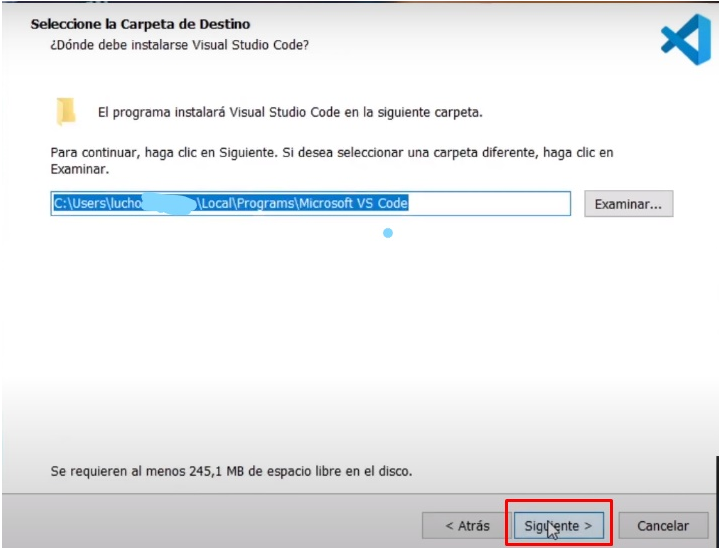 Seleccione la Carpeta de Destino
¿Dónde debe instalarse Visual Studio Code?
El programa instalará Visual Studio Code en la siguiente carpeta.
Para continuar, haga clic en Siguiente. Si desea seleccionar una carpeta diferente, haga clic en
Examinar.
C:\Users\lucho \Local\Programs\Microsoft VS Code
Examinar...
Se requieren al menos 245,1 MB de espacio libre en el disco.
< Atrás
Siguiente >
Cancelar